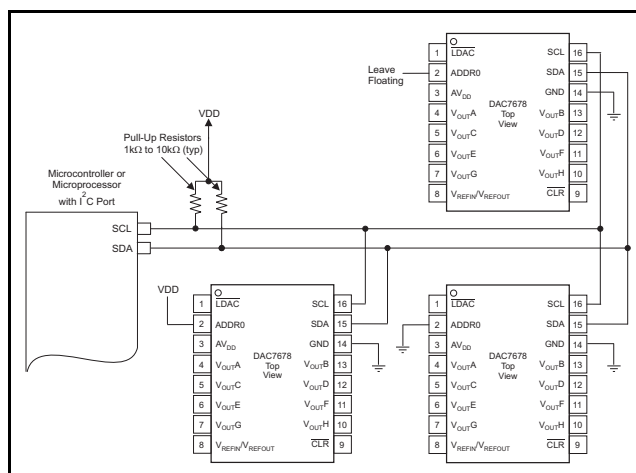 Leave
Floating
1 LDAC SCL 16
2 ADDR0 SDA 15
3 AVDD GND 14
4 VOUTA DAC7678 VOUTB 13
5 VOUTC Top View VOUTD 12
6 VOUTE VOUTF 11
7 VOUTG VOUTH 10
8 VREFIN/VREFOUT CLR 9
VDD
Pull-Up Resistors
1kΩ to 10kΩ (typ)
Microcontroller or
Microprocessor
with I2C Port
SCL
SDA
VDD
1 LDAC SCL 16
2 ADDR0 SDA 15
3 AVDD GND 14
4 VOUTA DAC7678 VOUTB 13
5 VOUTC Top View VOUTD 12
6 VOUTE VOUTF 11
7 VOUTG VOUTH 10
8 VREFIN/VREFOUT CLR 9
1 LDAC SCL 16
2 ADDR0 SDA 15
3 AVDD GND 14
4 VOUTA DAC7678 VOUTB 13
5 VOUTC Top View VOUTD 12
6 VOUTE VOUTF 11
7 VOUTG VOUTH 10
8 VREFIN/VREFOUT CLR 9